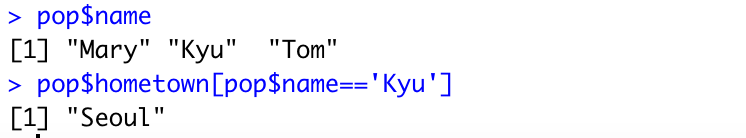 > pop$name
[1] "Mary" "Kyu"  "Tom"
> pop$hometown[pop$name=='Kyu']
[1] "Seoul"